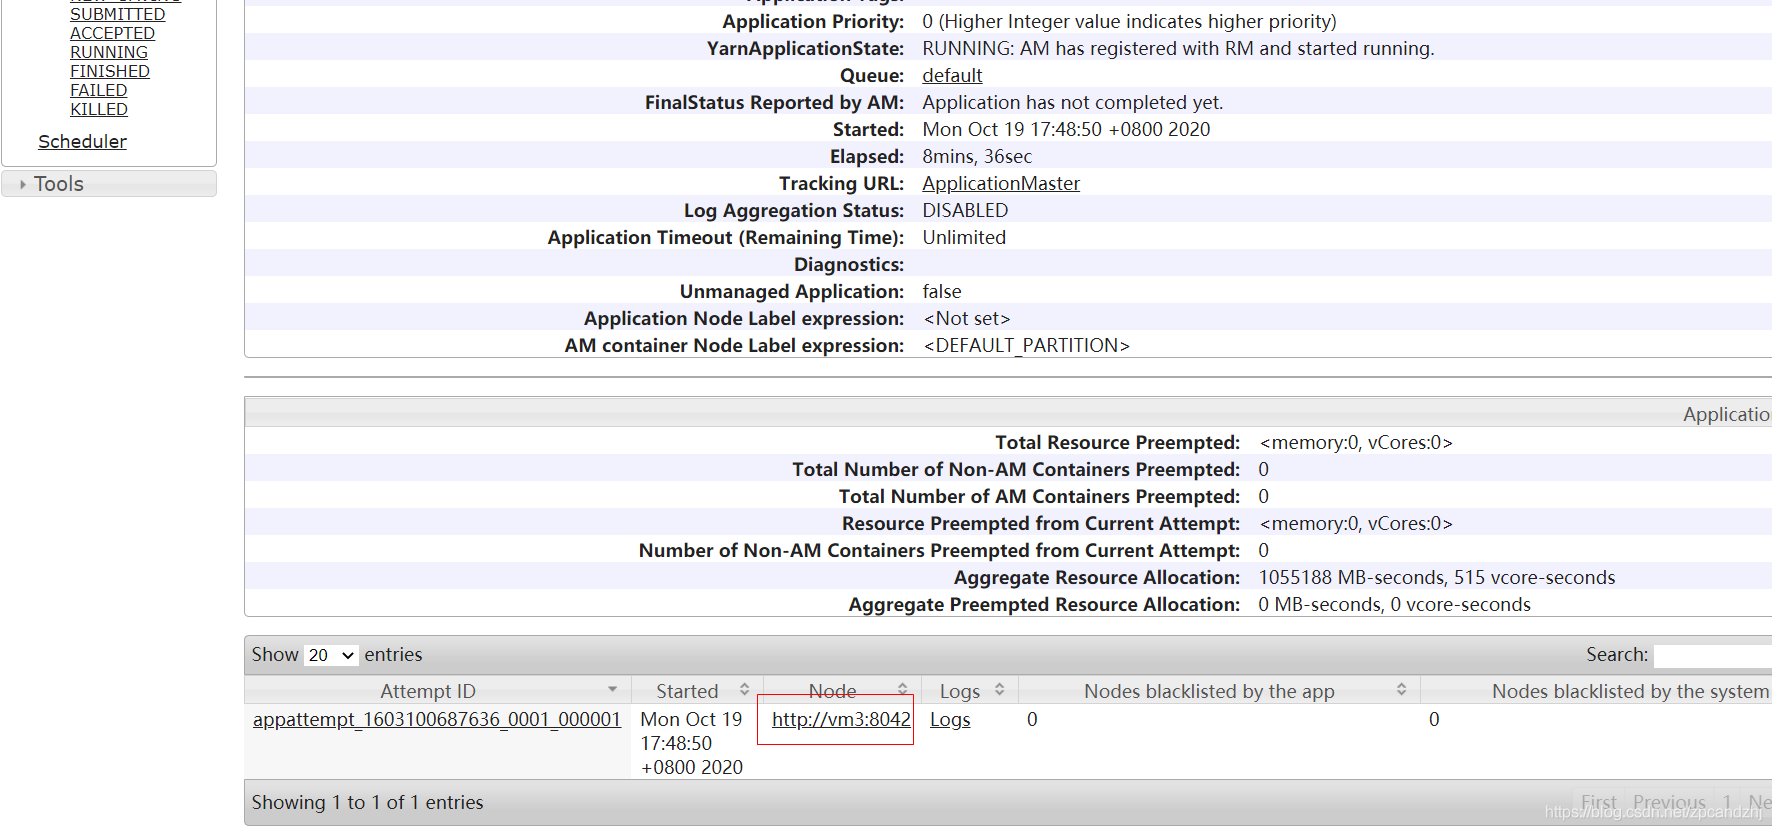 SUBMITTED
ACCEPTED
RUNNING
FINISHED
FAILED
KILLED
Scheduler
Tools
Application Priority: 0 (Higher Integer value indicates higher priority)
YarnApplicationState: RUNNING: AM has registered with RM and started running.
Queue: default
FinalStatus Reported by AM: Application has not completed yet.
Started: Mon Oct 19 17:48:50 +0800 2020
Elapsed: 8mins, 36sec
Tracking URL: ApplicationMaster
Log Aggregation Status: DISABLED
Application Timeout (Remaining Time): Unlimited
Diagnostics:
Unmanaged Application: false
Application Node Label expression: <Not set>
AM container Node Label expression: <DEFAULT_PARTITION>
Applicatio
Total Resource Preempted: <memory:0, vCores:0>
Total Number of Non-AM Containers Preempted: 0
Total Number of AM Containers Preempted: 0
Resource Preempted from Current Attempt: <memory:0, vCores:0>
Number of Non-AM Containers Preempted from Current Attempt: 0
Aggregate Resource Allocation: 1055188 MB-seconds, 515 vcore-seconds
Aggregate Preempted Resource Allocation: 0 MB-seconds, 0 vcore-seconds
Show 20 entries Search:
Attempt ID Started Node Logs Nodes blacklisted by the app Nodes blacklisted by the system
appattempt_1603100687636_0001_000001 Mon Oct 19 http://vm3:8042 Logs 0 0
17:48:50
+0800 2020
Showing 1 to 1 of 1 entries First Previous 1 Ne
https://blog.csdn.net/zpcandzhj